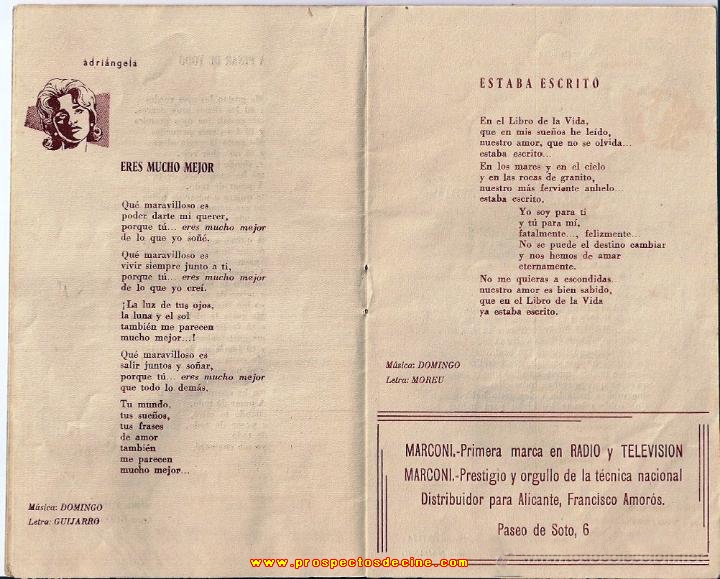 adriángela
ERES MUCHO MEJOR
Qué maravilloso es
poder darte mi querer,
porque tú... eres mucho mejor
de lo que yo soñé.
Qué maravilloso es
vivir siempre junto a ti,
porque tú... eres mucho mejor
de lo que yo creí.
¡La luz de tus ojos,
la luna y el sol
también me parecen
mucho mejor...!
Qué maravilloso es
salir juntos y soñar,
porque tú... eres mucho mejor
que todo lo demás.
Tu mundo,
tus sueños,
tus frases
de amor
también
me parecen
mucho mejor...
Música: DOMINGO
Letra: GUIJARRO
ESTABA ESCRITO
En el Libro de la Vida,
que en mis sueños he leído,
nuestro amor, que no se olvida...
estaba escrito...
En los mares y en el cielo
y en las rocas de granito,
nuestro más ferviente anhelo...
estaba escrito.
Yo soy para ti
y tú para mí,
fatalmente..., felizmente...
No se puede el destino cambiar
y nos hemos de amar
eternamente.
No me quieras a escondidas.
nuestro amor es bien sabido,
que en el Libro de la Vida
ya estaba escrito.
Música: DOMINGO
Letra: MOREU
MARCONI.-Primera marca en RADIO y TELEVISION
MARCONI.-Prestigio y orgullo de la técnica nacional
Distribuidor para Alicante, Francisco Amorós.
Paseo de Soto, 6
www.prospectosdecine.com